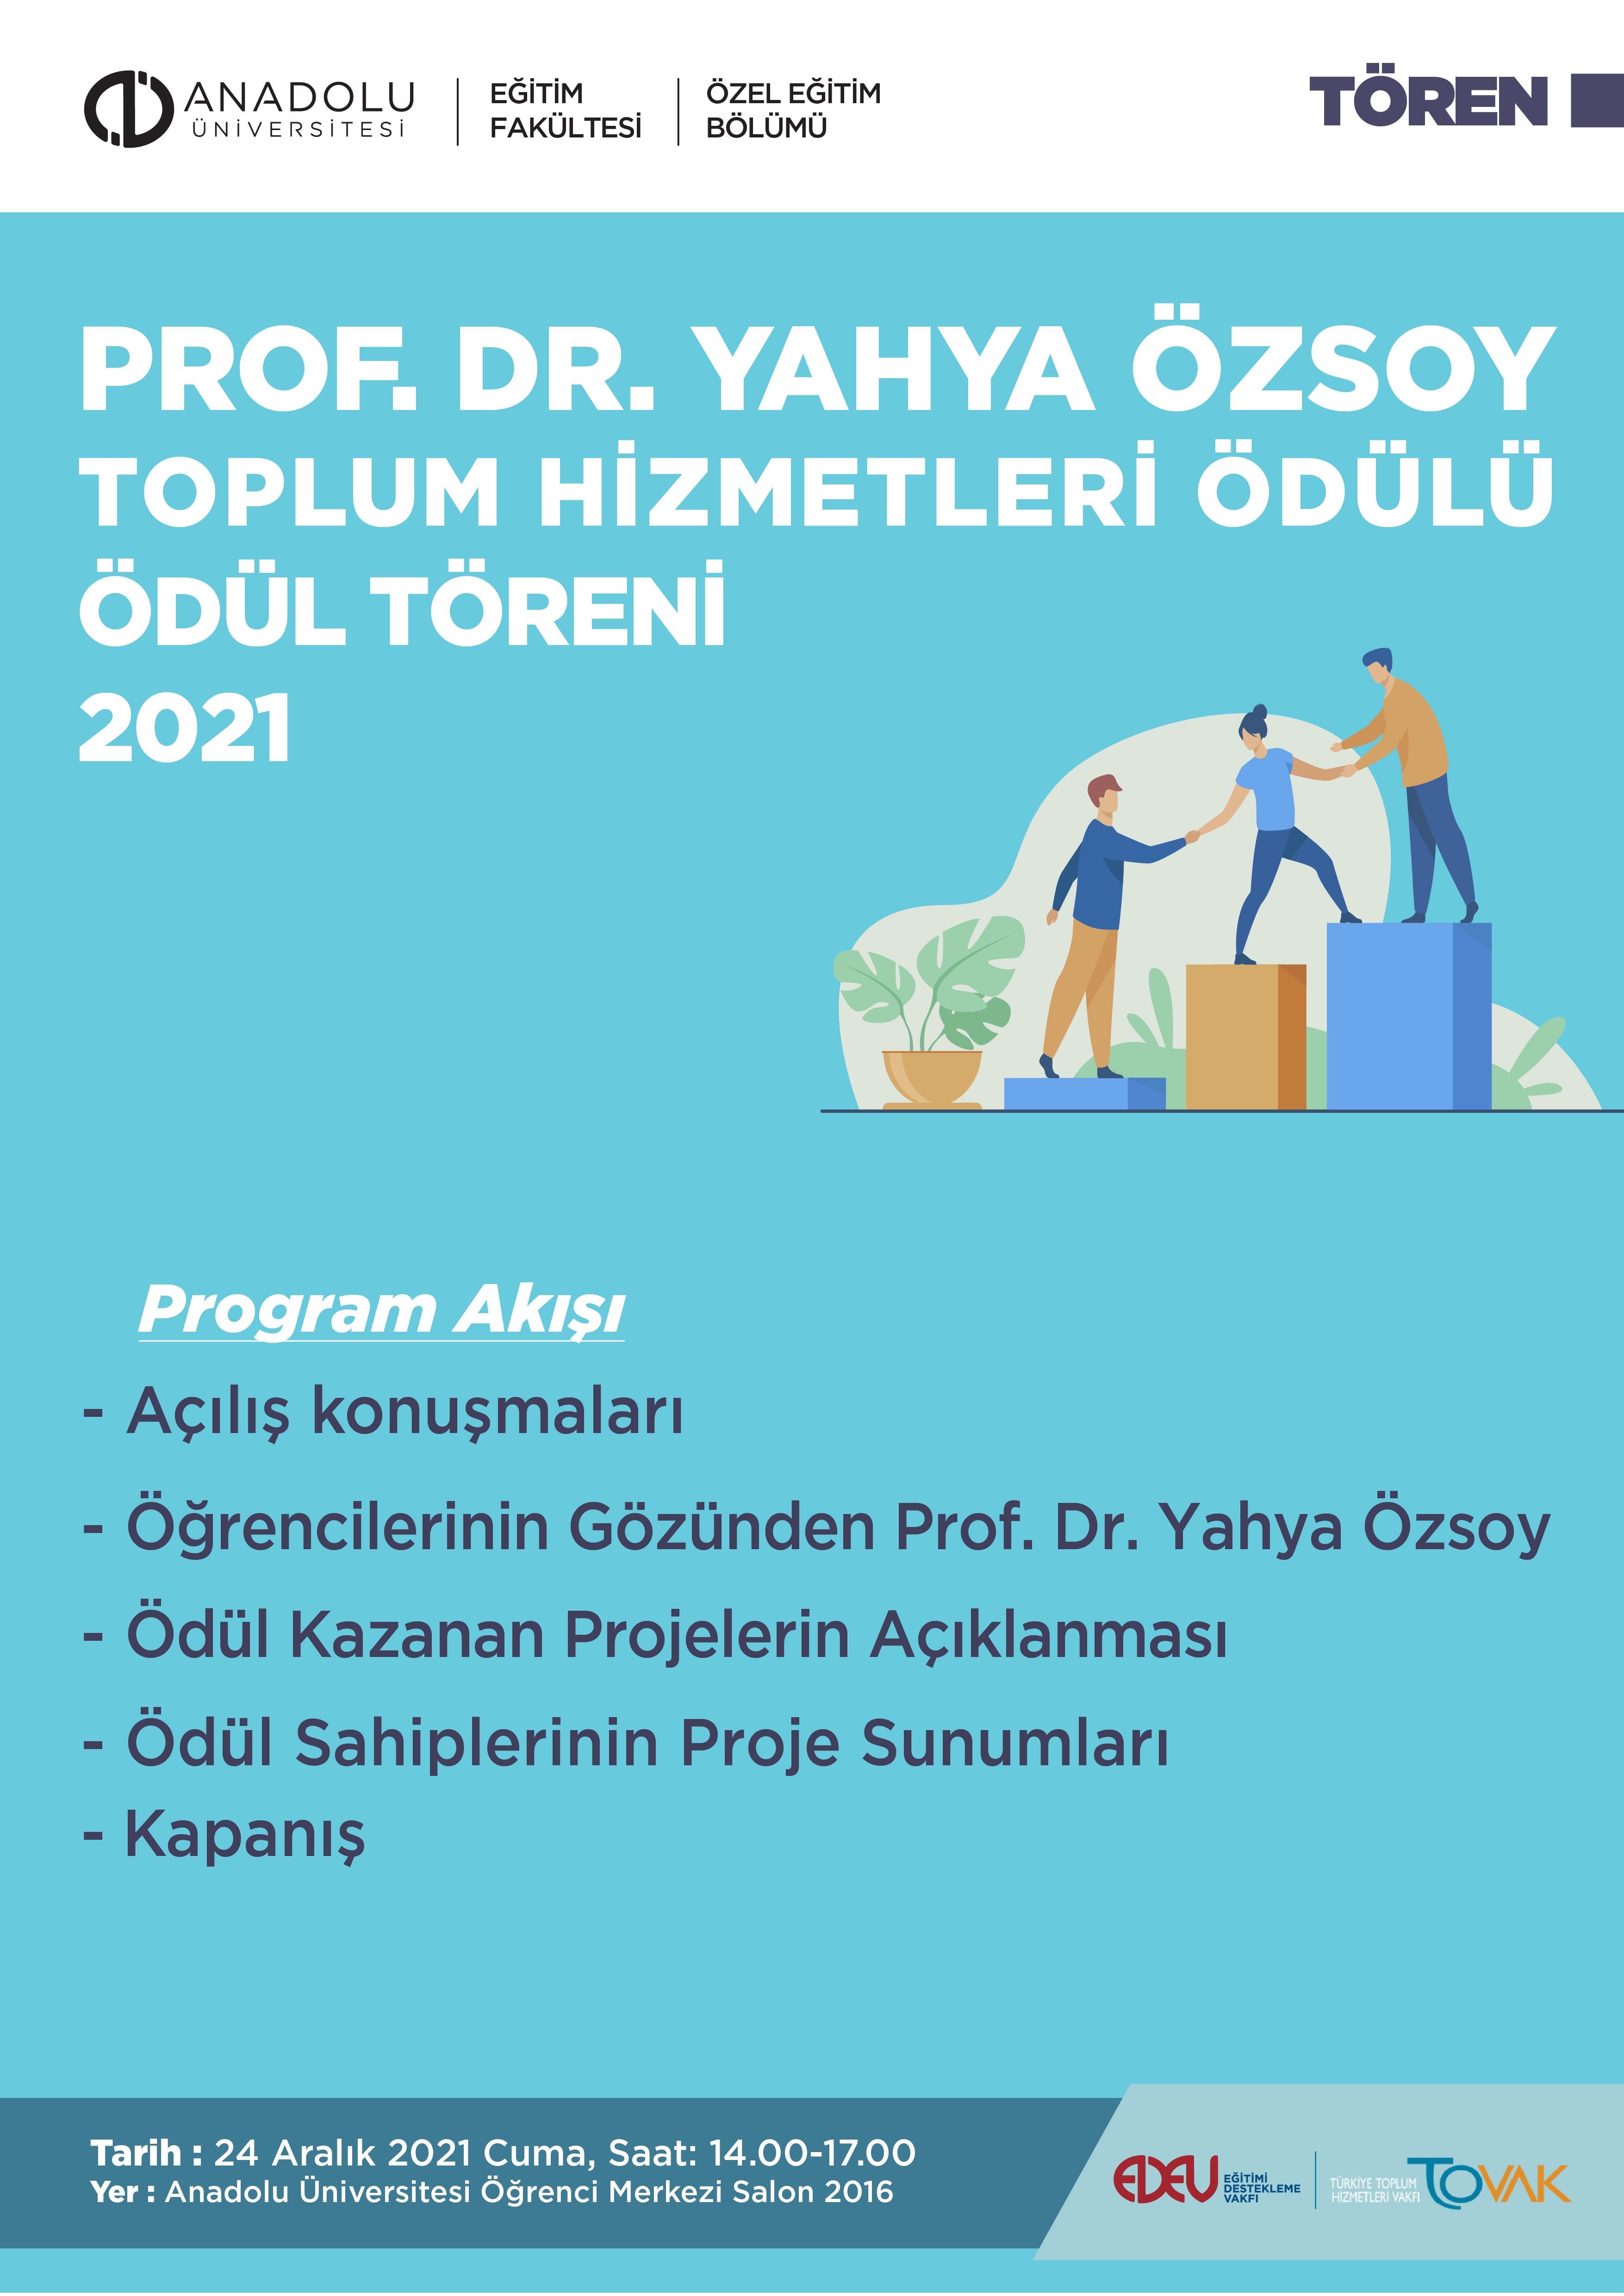 ANADOLU
ÜNİVERSİTESİ
EĞİTİM
FAKÜLTESİ
ÖZEL EĞİTİM
BÖLÜMÜ
TÖREN
PROF. DR. YAHYA ÖZSOY
TOPLUM HİZMETLERİ ÖDÜLÜ
ÖDÜL TÖRENİ
2021
Program Akışı
- Açılış konuşmaları
- Öğrencilerinin Gözünden Prof. Dr. Yahya Özsoy
- Ödül Kazanan Projelerin Açıklanması
- Ödül Sahiplerinin Proje Sunumları
- Kapanış
Tarih : 24 Aralık 2021 Cuma, Saat: 14.00-17.00
Yer : Anadolu Üniversitesi Öğrenci Merkezi Salon 2016
EDEV
EĞİTİMİ
DESTEKLEME
VAKFI
TÜRKİYE TOPLUM
HİZMETLERİ VAKFI
TOVAK